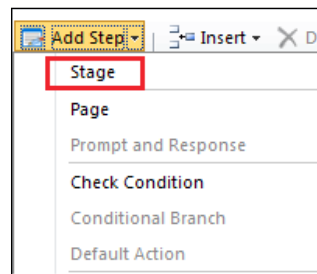 Add Step Insert D
Stage
Page
Prompt and Response
Check Condition
Conditional Branch
Default Action